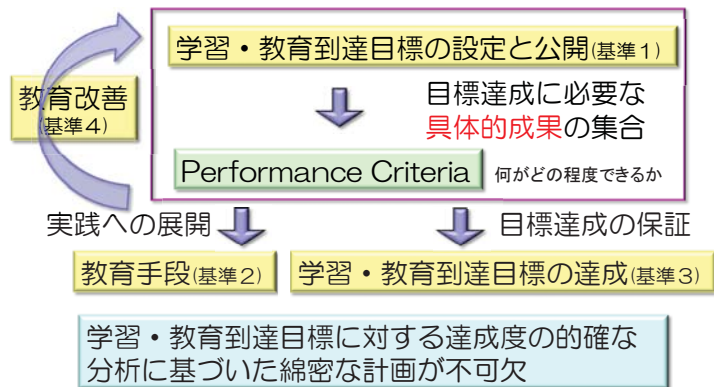 学習・教育到達目標の設定と公開(基準1)
教育改善
(基準4)
目標達成に必要な
具体的成果の集合
Performance Criteria
何がどの程度できるか
実践への展開
目標達成の保証
教育手段(基準2)
学習・教育到達目標の達成(基準3)
学習・教育到達目標に対する達成度の的確な
分析に基づいた綿密な計画が不可欠